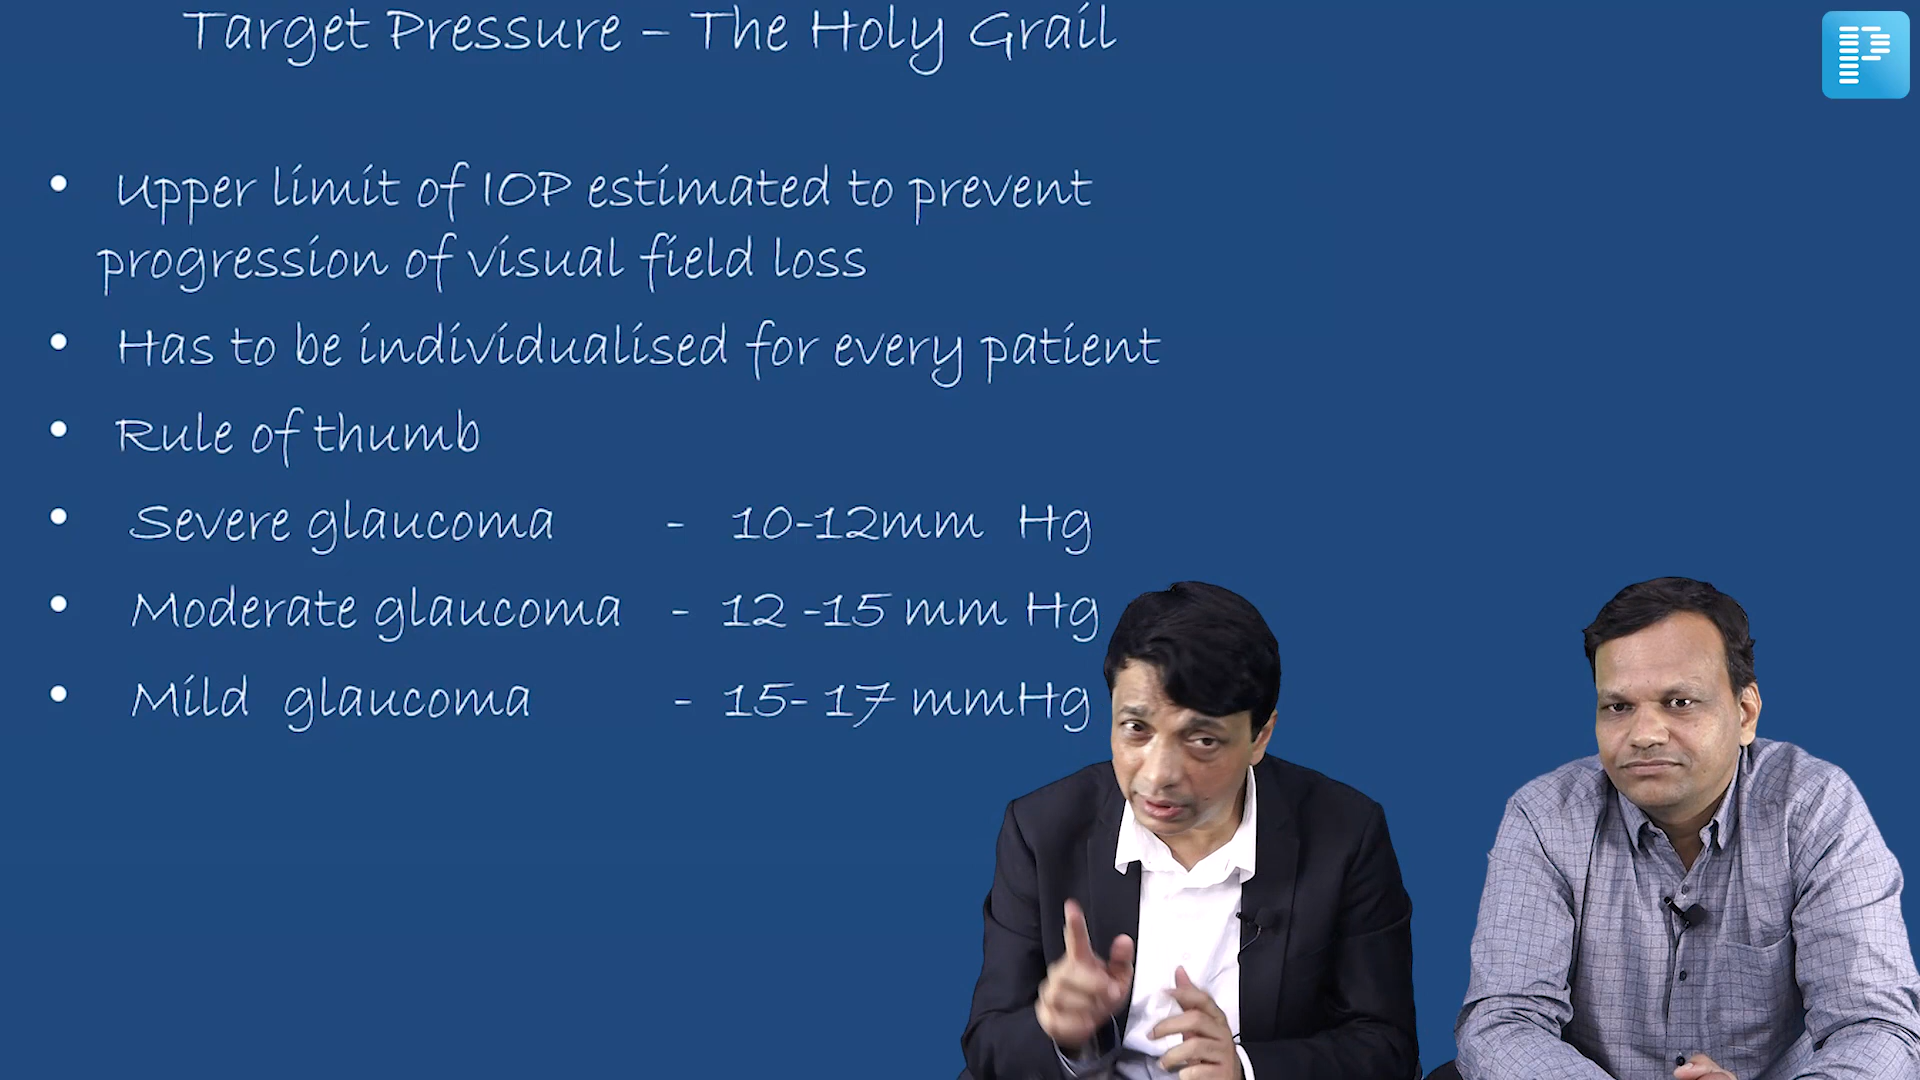 Target Pressure – The Holy Grail
• Upper limit of IOP estimated to prevent
progression of visual field loss
• Has to be individualised for every patient
• Rule of thumb
• Severe glaucoma - 10-12mm Hg
• Moderate glaucoma - 12 -15 mm Hg
• Mild glaucoma - 15- 17 mmHg
P